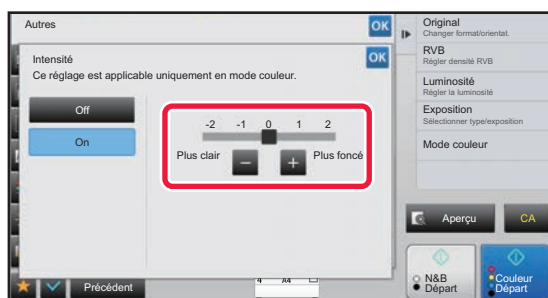 Autres
OK
Intensité
OK
Ce réglage est applicable uniquement en mode couleur.
Off
On
-2 -1 0 1 2
Plus clair
Plus foncé
Précédent
4 A4
Original
Changer format/orientat.
RVB
Régler densité RVB
Luminosité
Régler la luminosité
Exposition
Sélectionner type/exposition
Mode couleur
Aperçu
CA
N&B
Départ
Couleur
Départ